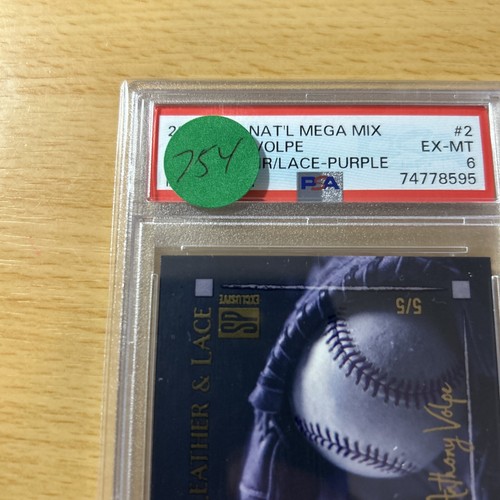 NAT'L MEGA MIX #2
VOLPE EX-MT
/LACE-PURPLE 6
PSA 74778595
754
SP EXCLUSIVE
5/5
LEATHER & LACE
Anthony Volpe